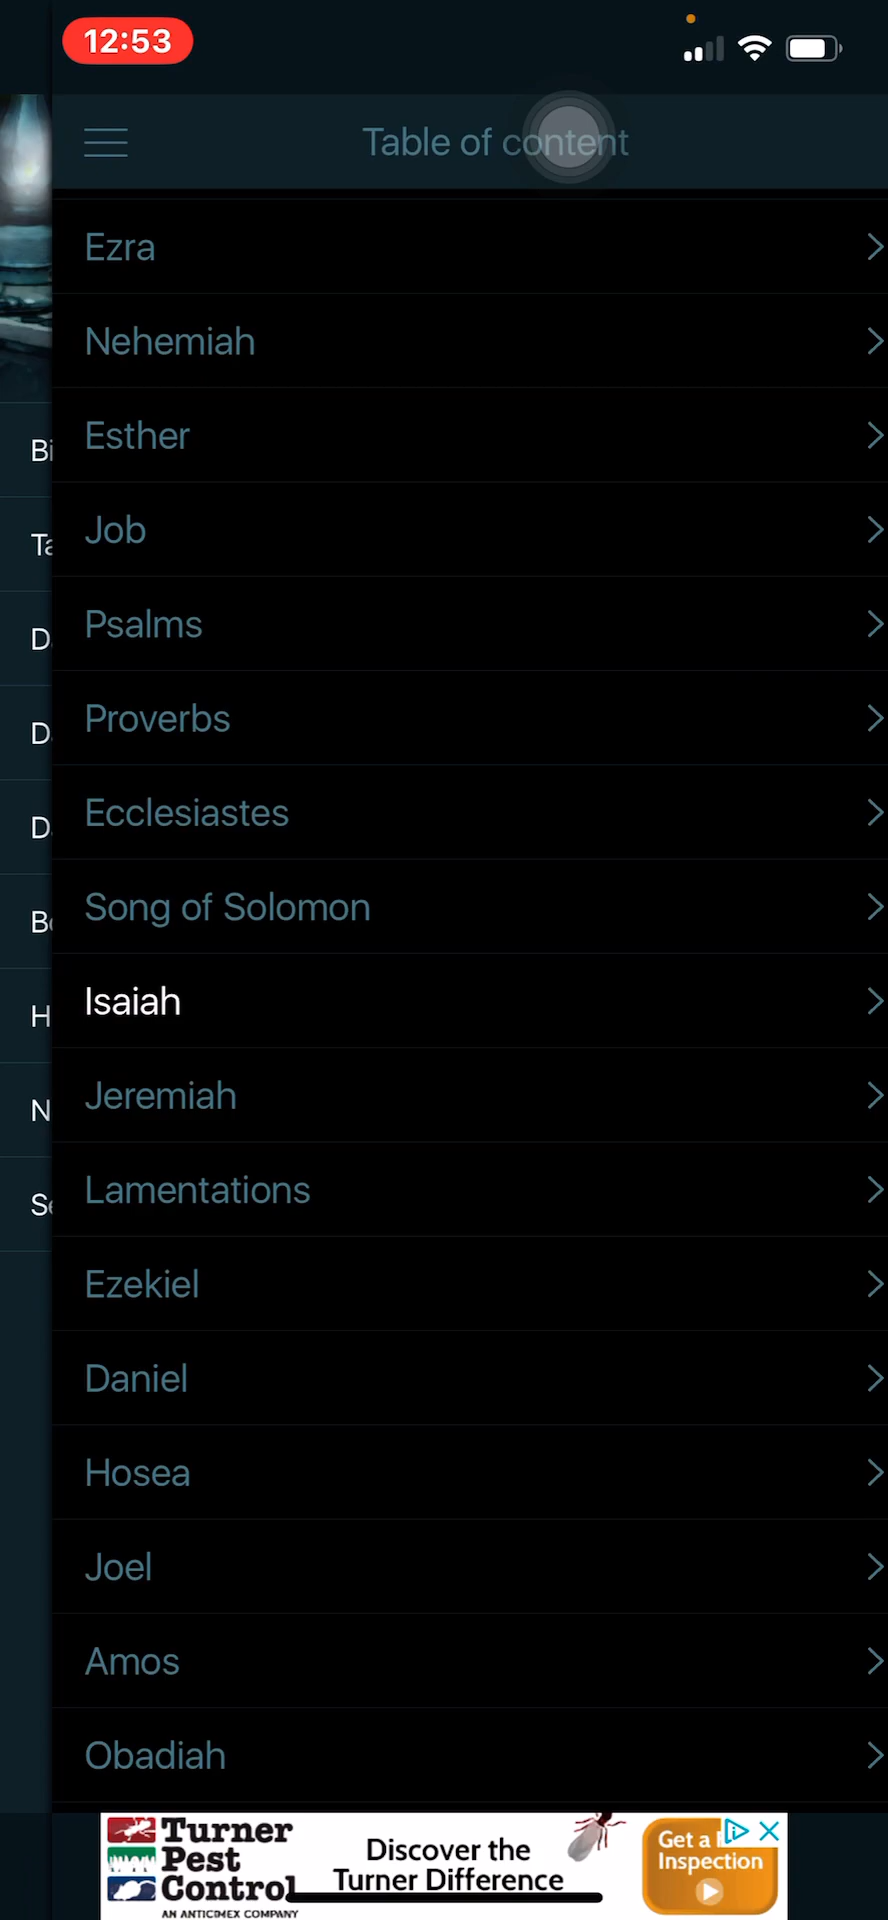 12:53
Table of content
Ezra
Nehemiah
Esther
Job
Psalms
Proverbs
Ecclesiastes
Song of Solomon
Isaiah
Jeremiah
Lamentations
Ezekiel
Daniel
Hosea
Joel
Amos
Obadiah
Turner
Pest
Control
AN ANTICIMEX COMPANY
Discover the
Turner Difference
Get a
Inspection